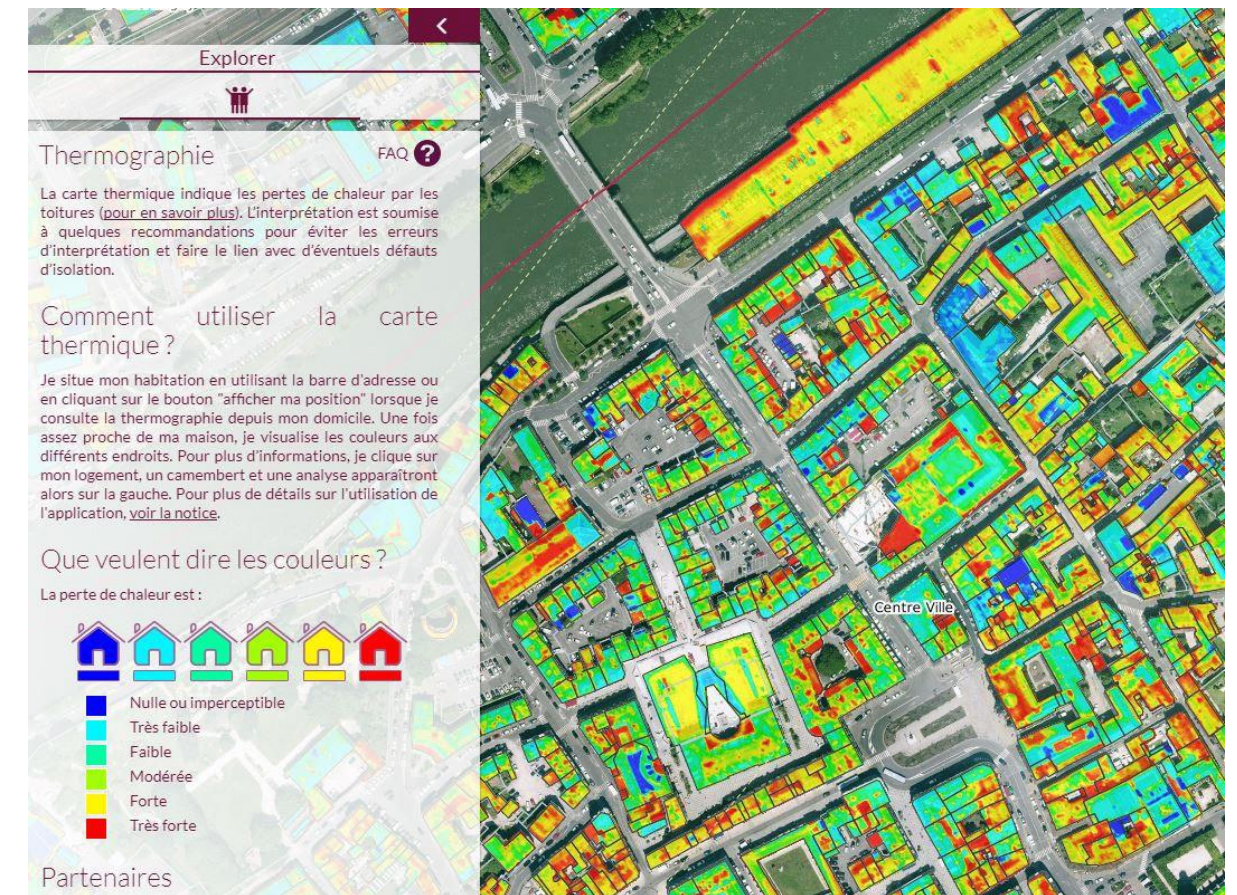 Explorer
Thermographie
FAQ ?
La carte thermique indique les pertes de chaleur par les
toitures (pour en savoir plus). L'interprétation est soumise
à quelques recommandations pour éviter les erreurs
d'interprétation et faire le lien avec d'éventuels défauts
d'isolation.
Comment utiliser la carte
thermique ?
Je situe mon habitation en utilisant la barre d'adresse ou
en cliquant sur le bouton "afficher ma position" lorsque je
consulte la thermographie depuis mon domicile. Une fois
assez proche de ma maison, je visualise les couleurs aux
différents endroits. Pour plus d'informations, je clique sur
mon logement, un camembert et une analyse apparaîtront
alors sur la gauche. Pour plus de détails sur l'utilisation de
l'application, voir la notice.
Que veulent dire les couleurs ?
La perte de chaleur est :
Nulle ou imperceptible
Très faible
Faible
Modérée
Forte
Très forte
Partenaires
Centre Ville